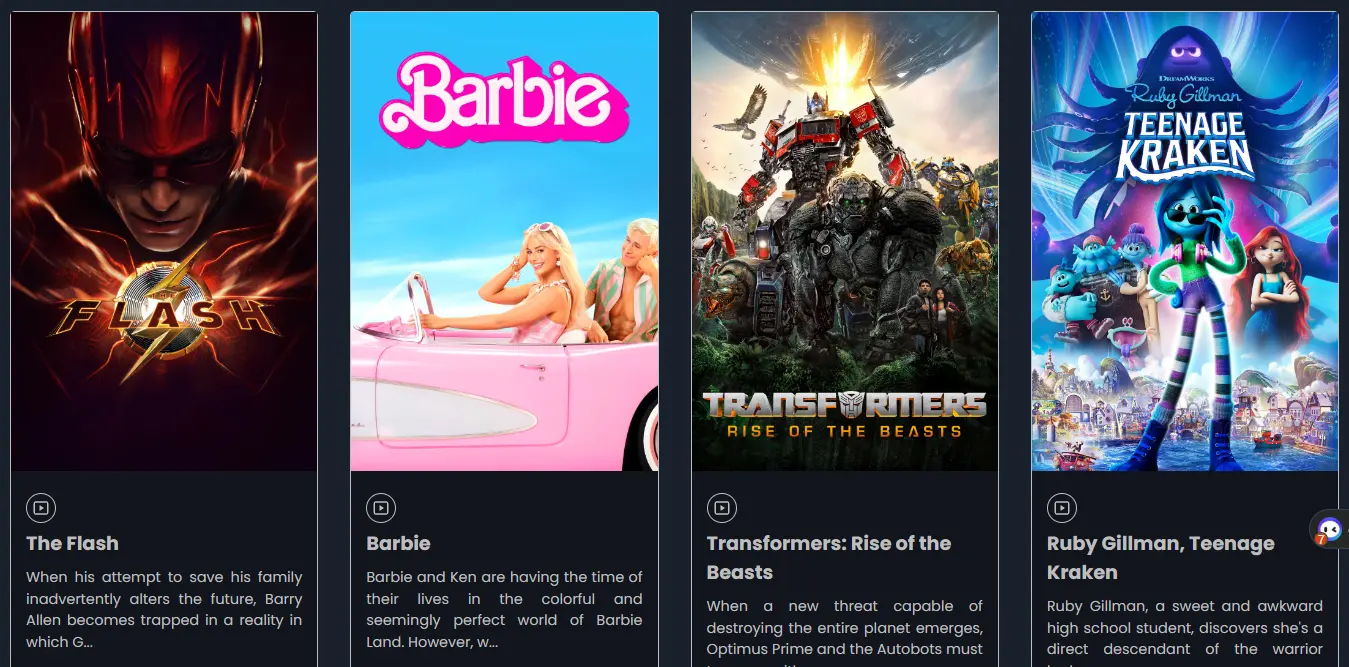 FLASH
Barbie
TRANSFORMERS
RISE OF THE BEASTS
DREAMWORKS
Ruby Gillman
TEENAGE
KRAKEN
The Flash
When his attempt to save his family
inadvertently alters the future, Barry
Allen becomes trapped in a reality in
which G...
Barbie
Barbie and Ken are having the time of
their lives in the colorful and
seemingly perfect world of Barbie
Land. However, w...
Transformers: Rise of the
Beasts
When a new threat capable of
destroying the entire planet emerges,
Optimus Prime and the Autobots must
Ruby Gillman, Teenage
Kraken
Ruby Gillman, a sweet and awkward
high school student, discovers she's a
direct descendant of the warrior
7